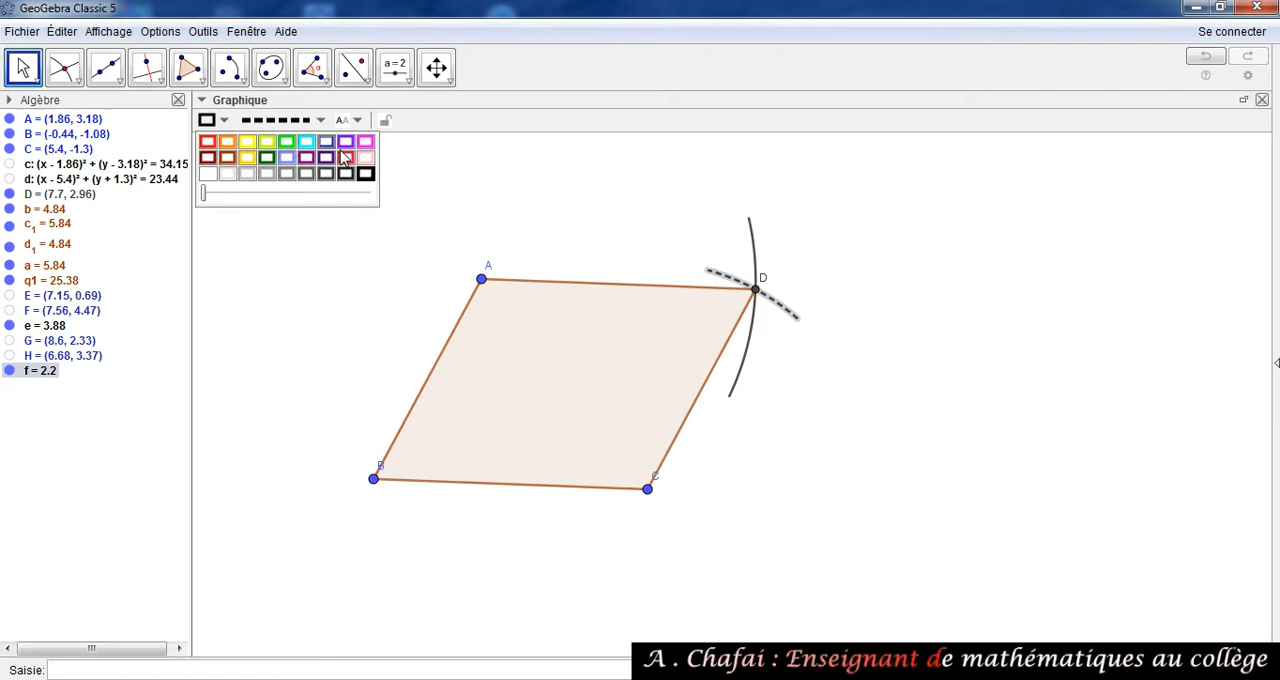 GeoGebra Classic 5
Fichier Éditer Affichage Options Outils Fenêtre Aide
Se connecter
a = 2
Algèbre
Graphique
A = (1.86, 3.18)
B = (-0.44, -1.08)
C = (5.4, -1.3)
c: (x - 1.86)² + (y - 3.18)² = 34.15
d: (x - 5.4)² + (y + 1.3)² = 23.44
D = (7.7, 2.96)
b = 4.84
c₁ = 5.84
d₁ = 4.84
a = 5.84
q1 = 25.38
E = (7.15, 0.69)
F = (7.56, 4.47)
e = 3.88
G = (8.6, 2.33)
H = (6.68, 3.37)
f = 2.2
AA
A
D
B
C
Saisie:
A . Chafai : Enseignant de mathématiques au collège